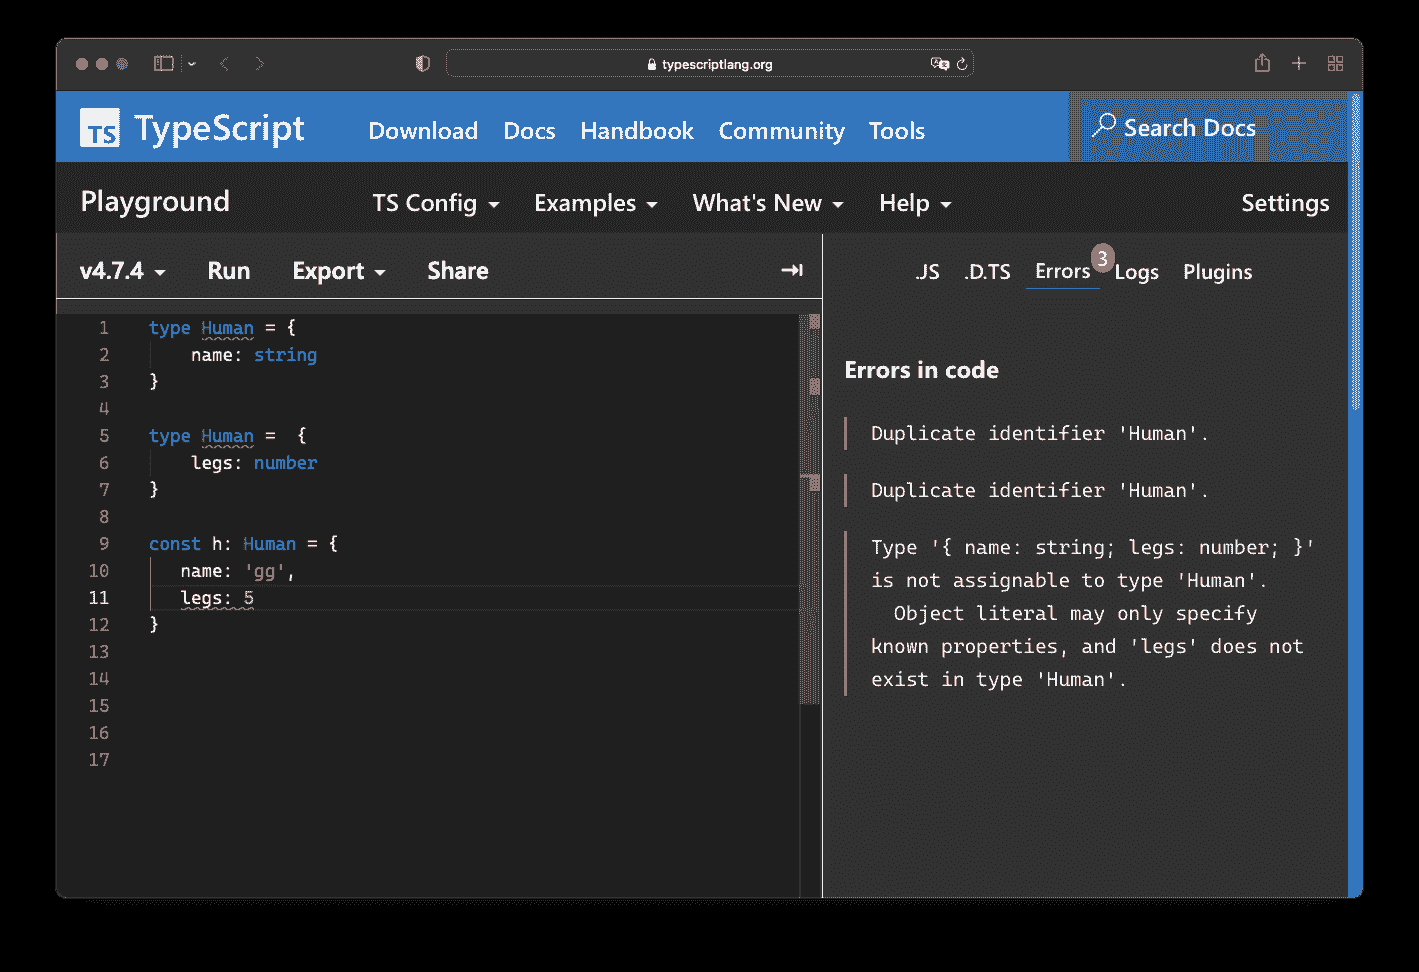 typescriptlang.org
TS TypeScript
Download Docs Handbook Community Tools
Search Docs
Playground
TS Config Examples What's New Help
Settings
v4.7.4 Run Export Share
.JS .D.TS Errors 3 Logs Plugins
1 type Human = {
2 name: string
3 }
4
5 type Human =  {
6 legs: number
7 }
8
9 const h: Human = {
10 name: 'gg',
11 legs: 5
12 }
13
14
15
16
17
Errors in code
Duplicate identifier 'Human'.
Duplicate identifier 'Human'.
Type '{ name: string; legs: number; }'
is not assignable to type 'Human'.
Object literal may only specify
known properties, and 'legs' does not
exist in type 'Human'.